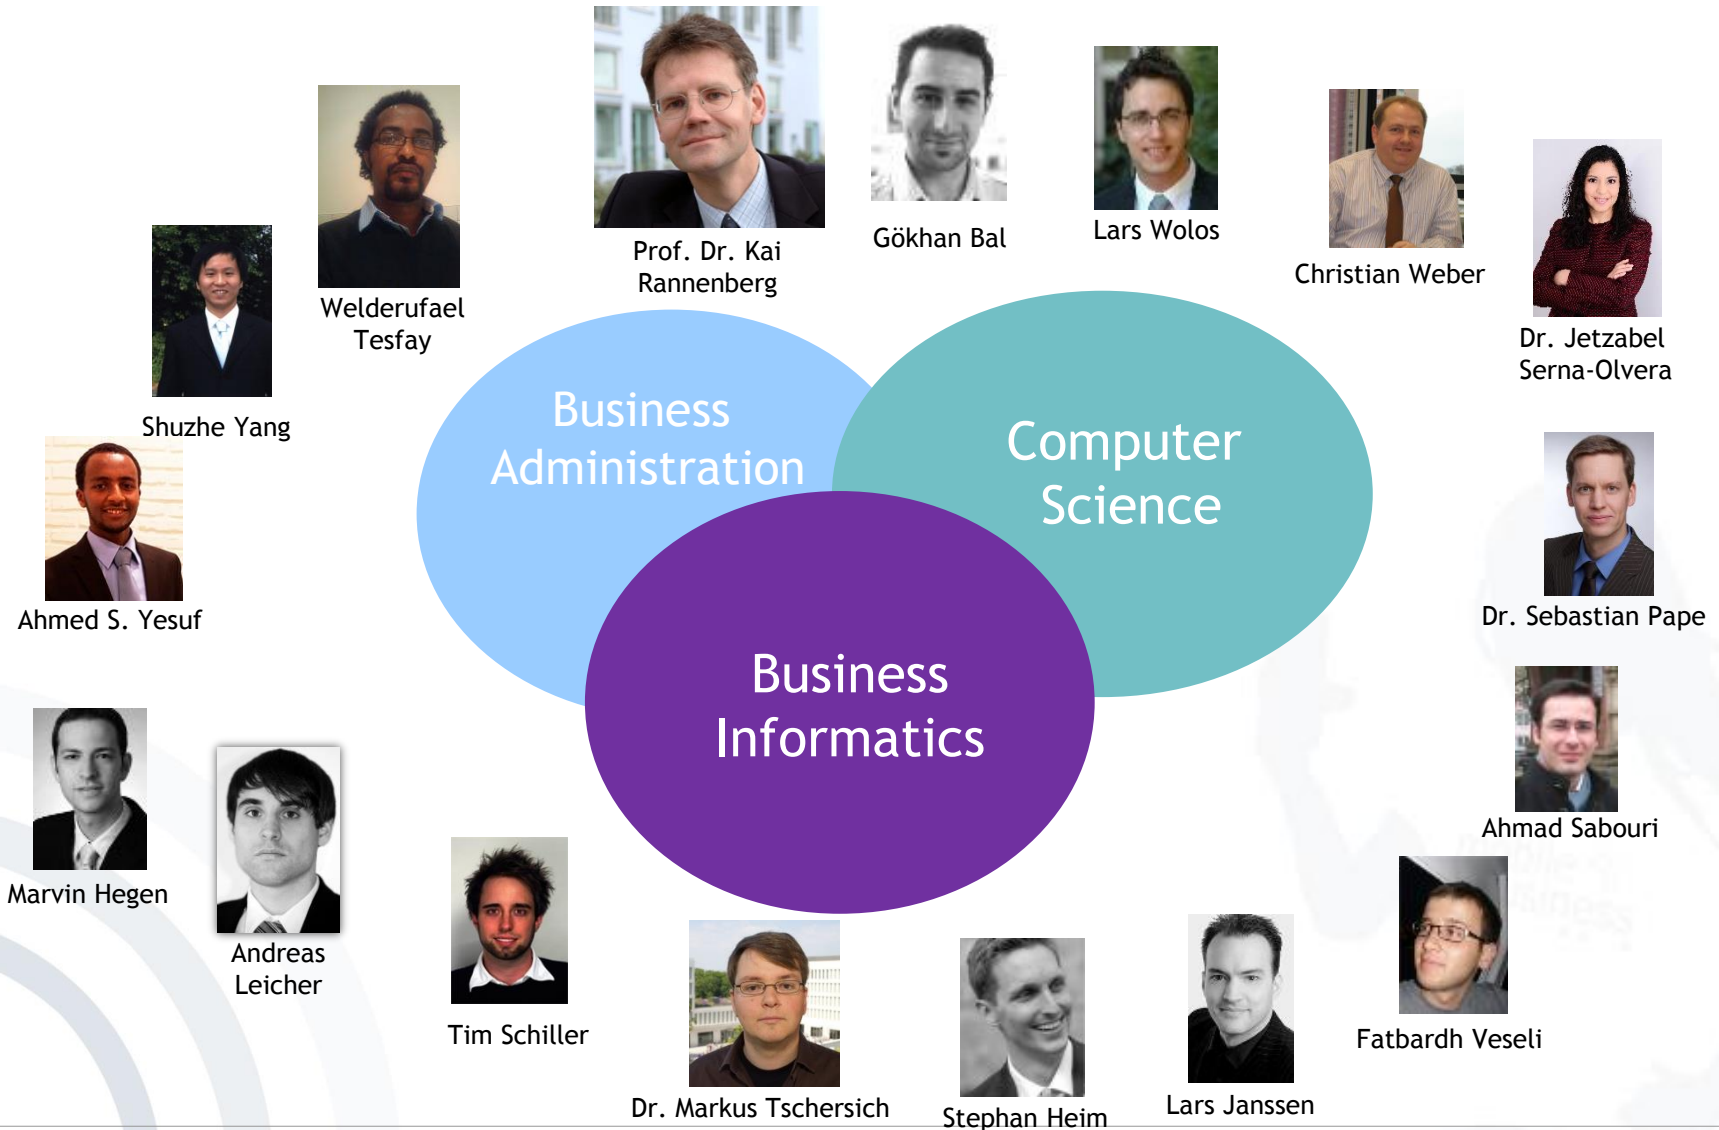 Prof. Dr. Kai
Rannenberg
Gökhan Bal
Lars Wolos
Christian Weber
Dr. Jetzabel
Serna-Olvera
Welderufael
Tesfay
Shuzhe Yang
Ahmed S. Yesuf
Business
Administration
Computer
Science
Business
Informatics
Dr. Sebastian Pape
Ahmad Sabouri
mobile
business
Marvin Hegen
Andreas
Leicher
Tim Schiller
Dr. Markus Tschersich
Stephan Heim
Lars Janssen
Fatbardh Veseli